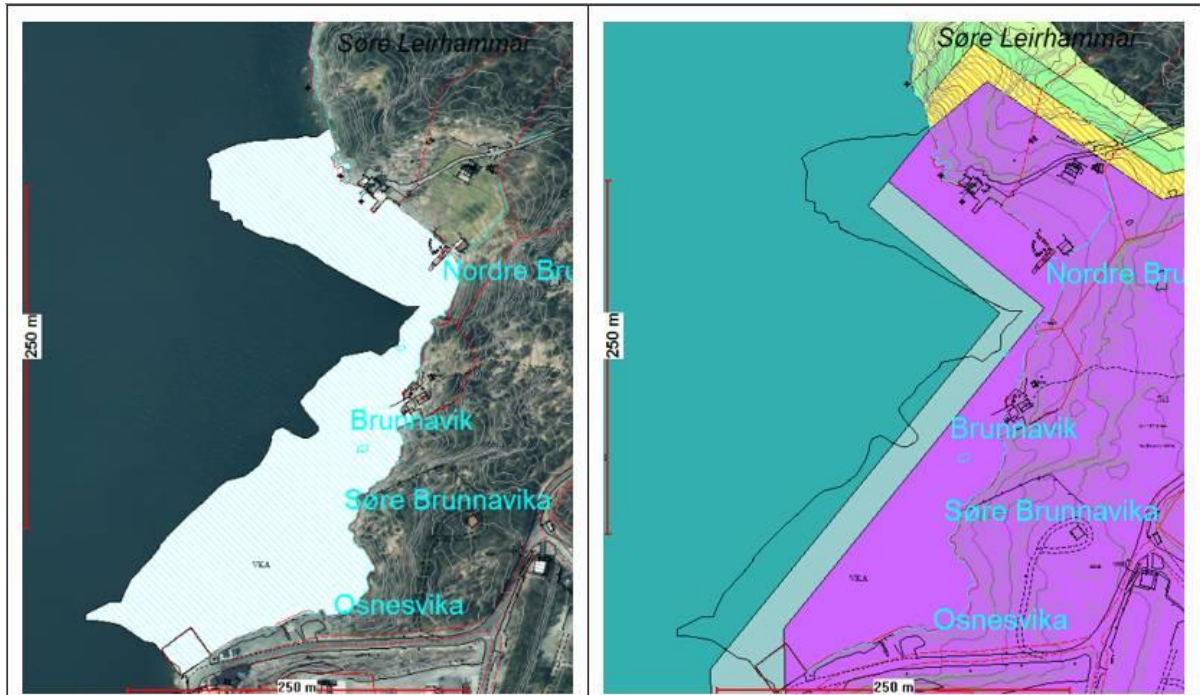 Søre Leirhammar
Nordre Bru
250 m
Brunnavik
Søre Brunnavika
VKA
Osnesvika
250 m
Søre Leirhammar
Nordre Bru
250 m
Brunnavik
Søre Brunnavika
VKA
Osnesvika
250 m